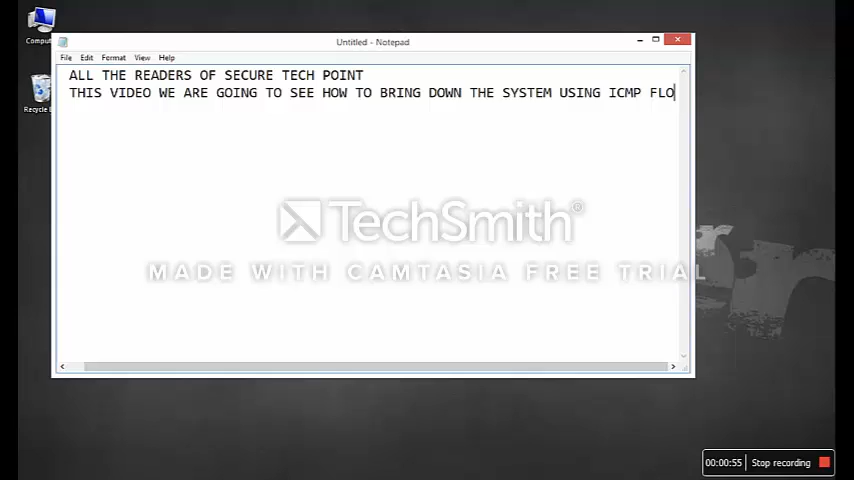 Untitled - Notepad
File Edit Format View Help
ALL THE READERS OF SECURE TECH POINT
THIS VIDEO WE ARE GOING TO SEE HOW TO BRING DOWN THE SYSTEM USING ICMP FLO
TechSmith®
MADE WITH CAMTASIA FREE TRIAL
00:00:55 Stop recording